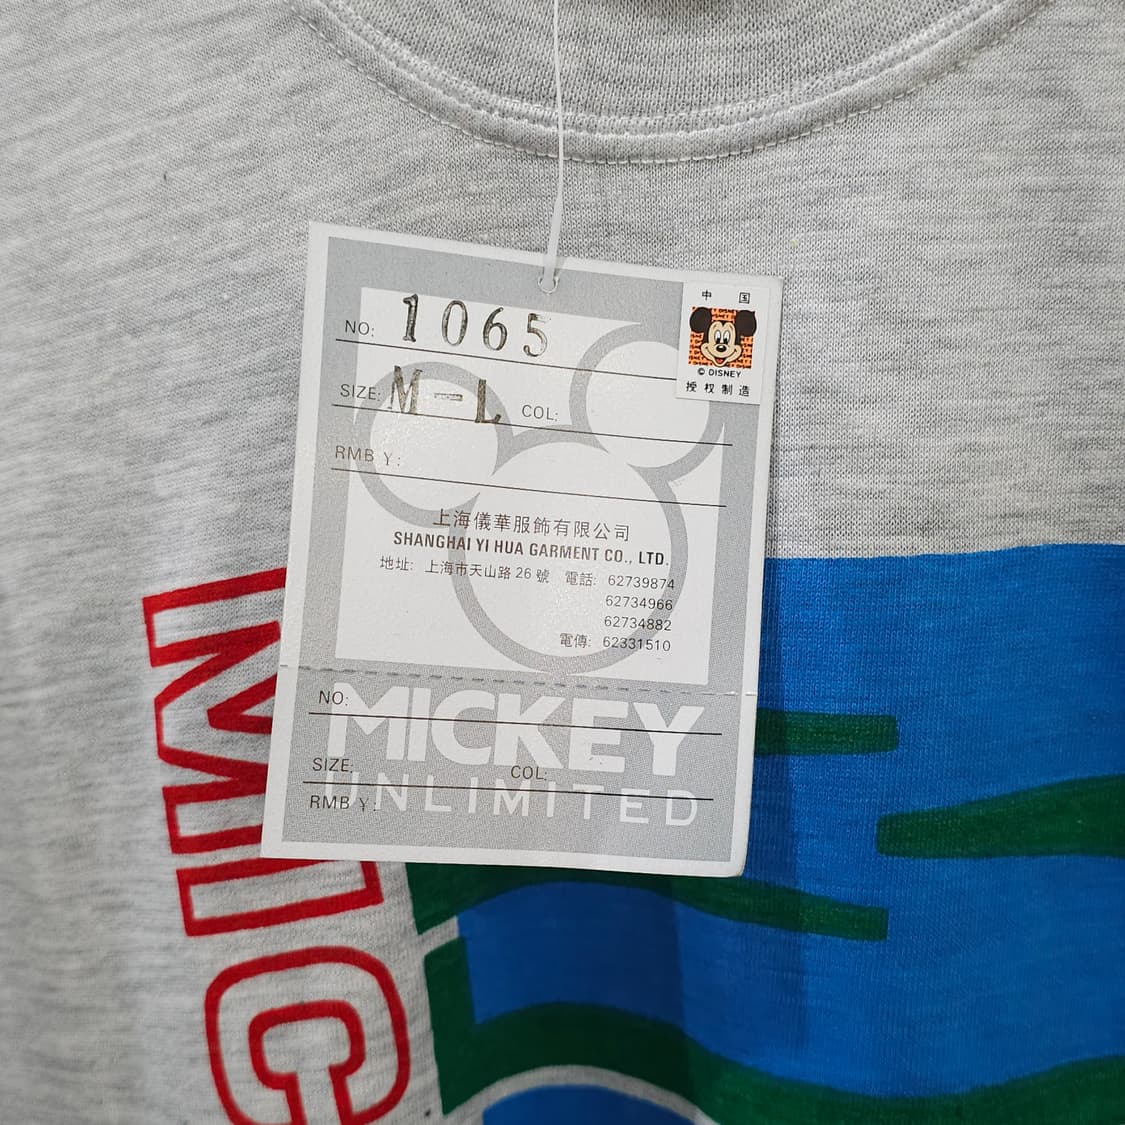 NO: 1065
SIZE: M-L COL:
RMB Y:
中 国
© DISNEY
授权制造
上海儀華服飾有限公司
SHANGHAI YI HUA GARMENT CO., LTD.
地址: 上海市天山路 26 號 電話: 62739874
62734966
62734882
電傳: 62331510
NO:
MICKEY
SIZE: COL:
UNLIMITED
RMB Y:
MIC